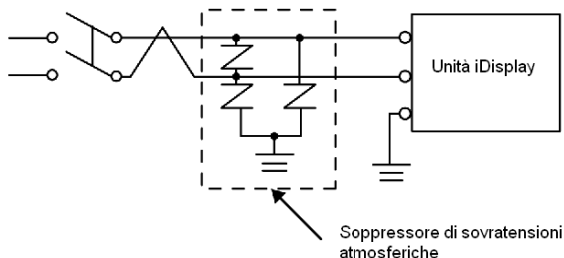 Unità iDisplay
Soppressore di sovratensioni
atmosferiche